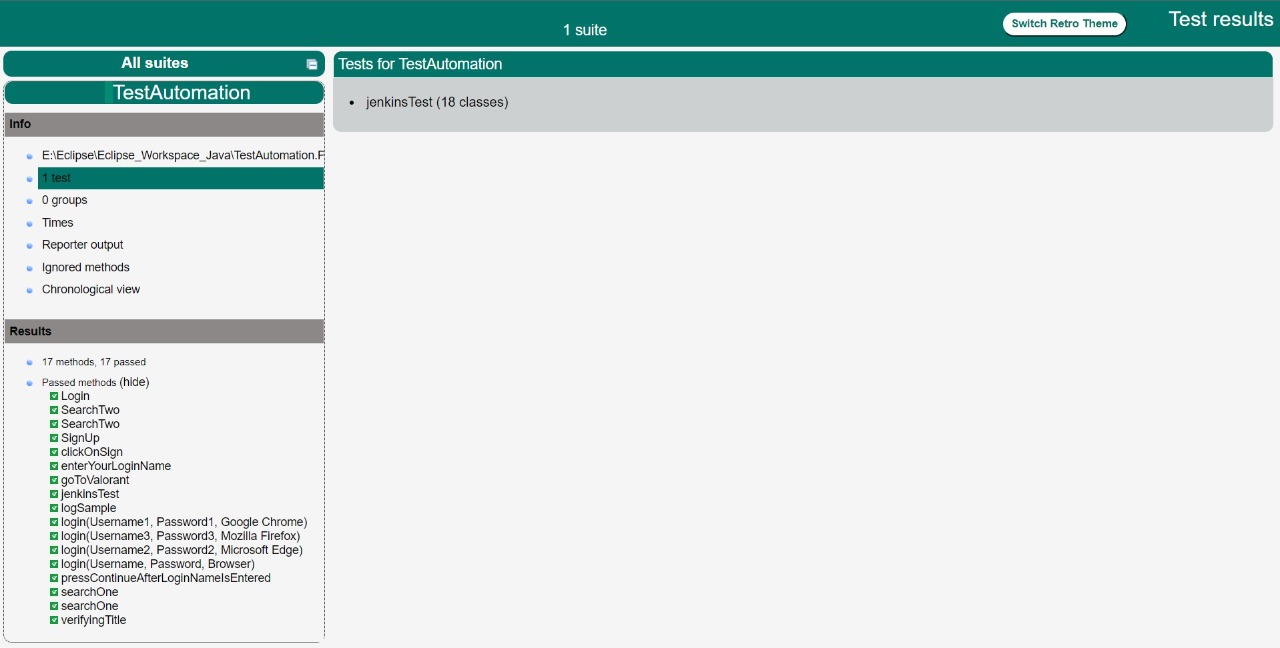 1 suite
Switch Retro Theme
Test results
All suites
TestAutomation
Info
E:\Eclipse\Eclipse_Workspace_Java\TestAutomation.F
1 test
0 groups
Times
Reporter output
Ignored methods
Chronological view
Results
17 methods, 17 passed
Passed methods (hide)
Login
SearchTwo
SearchTwo
SignUp
clickOnSign
enterYourLoginName
goToValorant
jenkinsTest
logSample
login(Username1, Password1, Google Chrome)
login(Username3, Password3, Mozilla Firefox)
login(Username2, Password2, Microsoft Edge)
login(Username, Password, Browser)
pressContinueAfterLoginNameIsEntered
searchOne
searchOne
verifyingTitle
Tests for TestAutomation
jenkinsTest (18 classes)